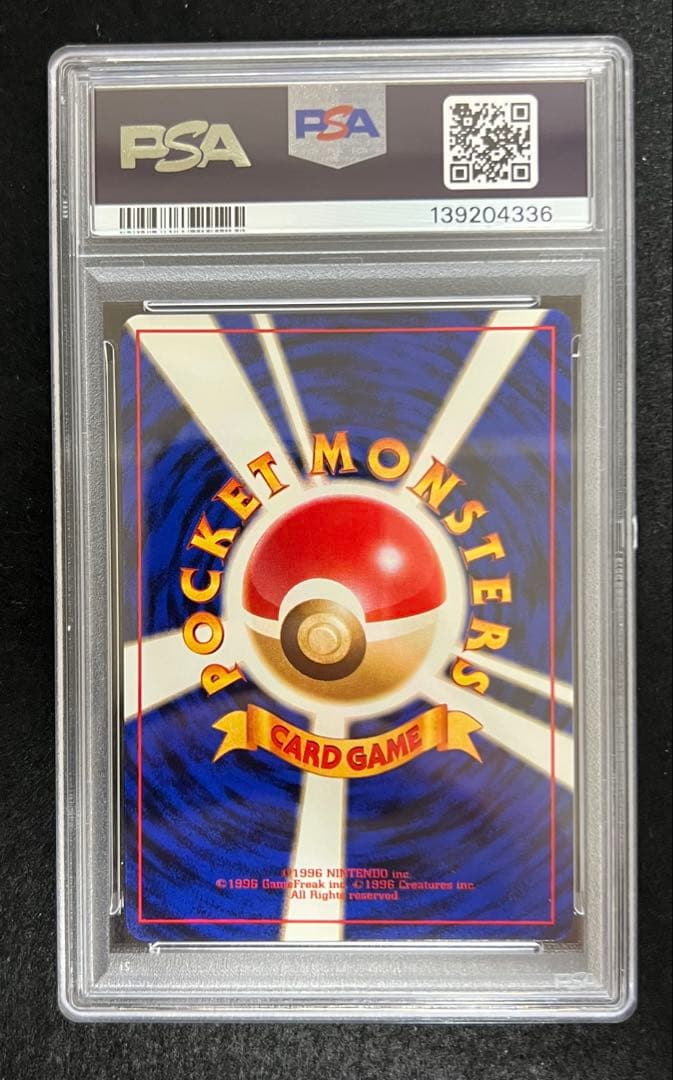 PSA
PSA
139204336
POCKET MONSTERS
CARD GAME
©1996 NINTENDO inc.
©1996 GameFreak inc. ©1996 Creatures inc.
All Rights reserved.
PSA